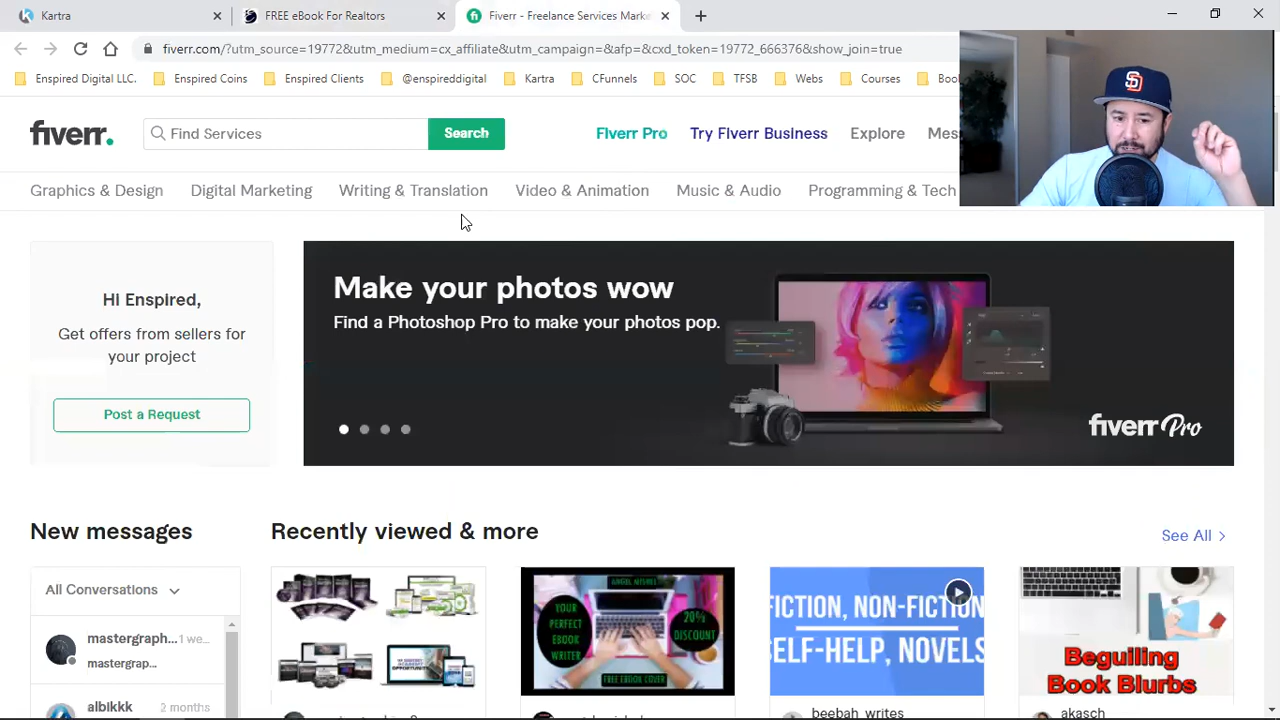 Kartra
FREE eBook For Realtors
Fiverr - Freelance Services Mark
fiverr.com/?utm_source=19772&utm_medium=cx_affiliate&utm_campaign=&afp=&cxd_token=19772_666376&show_join=true
Enspired Digital LLC.
Enspired Coins
Enspired Clients
@enspireddigital
Kartra
CFunnels
SOC
TFSB
Webs
Courses
Boo
fiverr.
Find Services
Search
Fiverr Pro
Try Fiverr Business
Explore
Mes
Graphics & Design
Digital Marketing
Writing & Translation
Video & Animation
Music & Audio
Programming & Tech
Hi Enspired,
Get offers from sellers for
your project
Post a Request
Make your photos wow
Find a Photoshop Pro to make your photos pop.
fiverr Pro
New messages
Recently viewed & more
See All
All Conversations
mastergraph... 1 we...
mastergrap...
albikkk 2 months
YOUR
PERFECT
EBOOK
WRITER
20%
DISCOUNT
FREE EBOOK COVER
FICTION, NON-FICTION
SELF-HELP, NOVELS
Beguiling
Book Blurbs
beebah_writes
akasch
SD